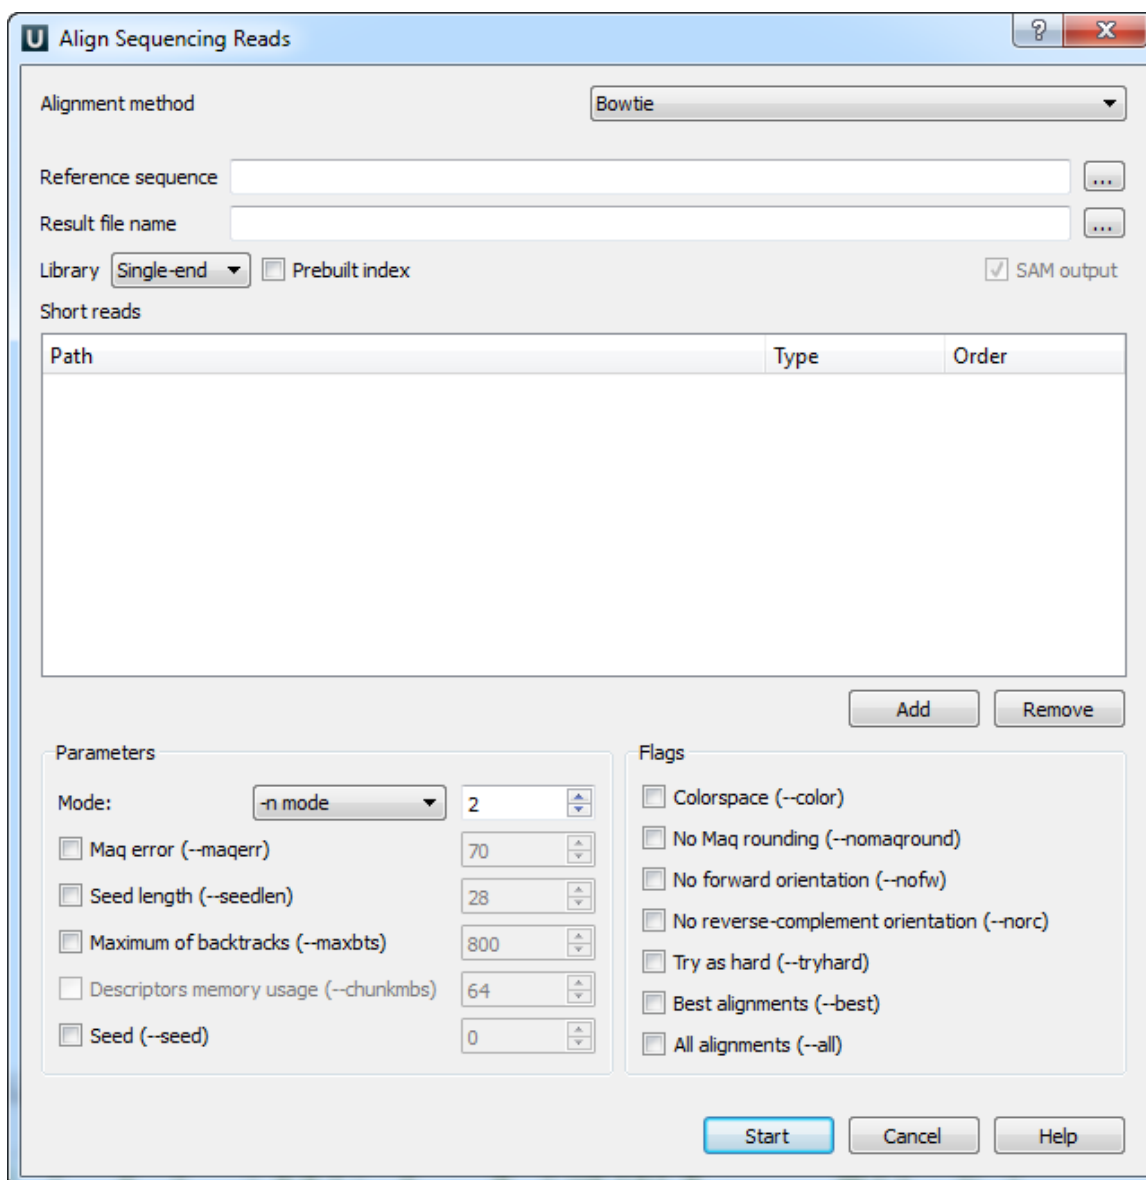 U Align Sequencing Reads ? X
Alignment method Bowtie
Reference sequence ...
Result file name ...
Library Single-end Prebuilt index SAM output
Short reads
Path Type Order
Add Remove
Parameters Flags
Mode: -n mode 2 Colorspace (--color)
No Maq rounding (--nomaqround)
Maq error (--maqerr) 70
No forward orientation (--nofw)
Seed length (--seedlen) 28
No reverse-complement orientation (--norc)
Maximum of backtracks (--maxbts) 800
Try as hard (--tryhard)
Descriptors memory usage (--chunkmbs) 64
Best alignments (--best)
Seed (--seed) 0
All alignments (--all)
Start Cancel Help